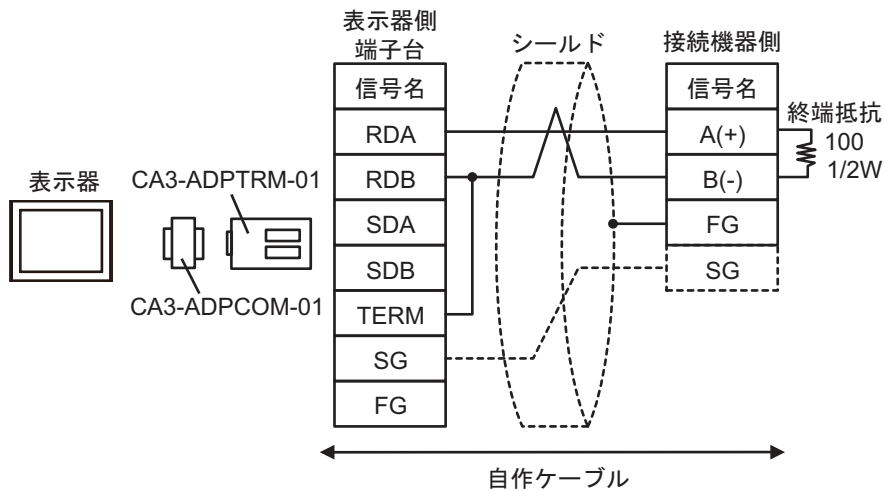 表示器側
端子台
シールド
接続機器側
信号名
信号名
RDA
A(+)
終端抵抗
100
1/2W
表示器
CA3-ADPTRM-01
RDB
B(-)
SDA
FG
SDB
SG
CA3-ADPCOM-01
TERM
SG
FG
自作ケーブル